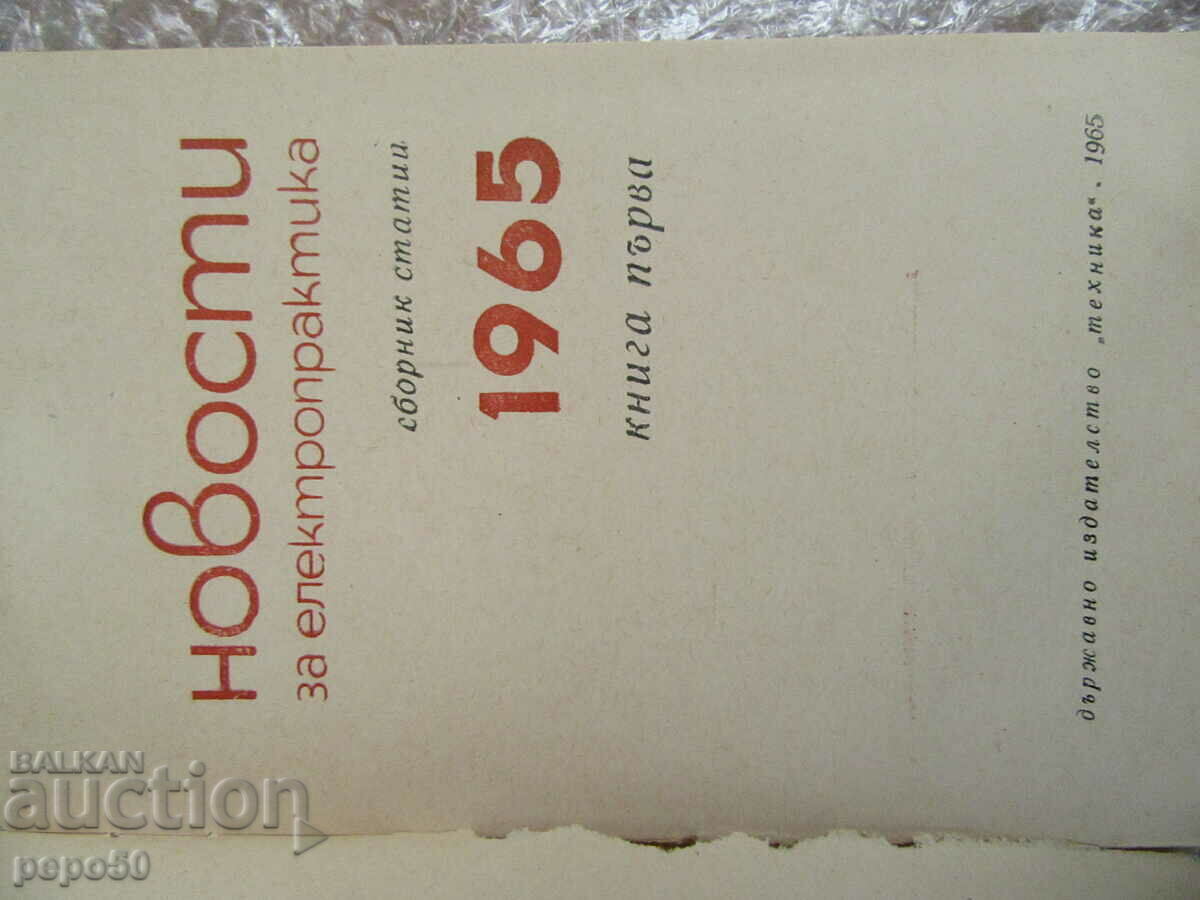 новости
за електропрактика
сборник статии
1965
книга първа
държавно издателство „техника“, 1965
BALKAN
auction
pepo50